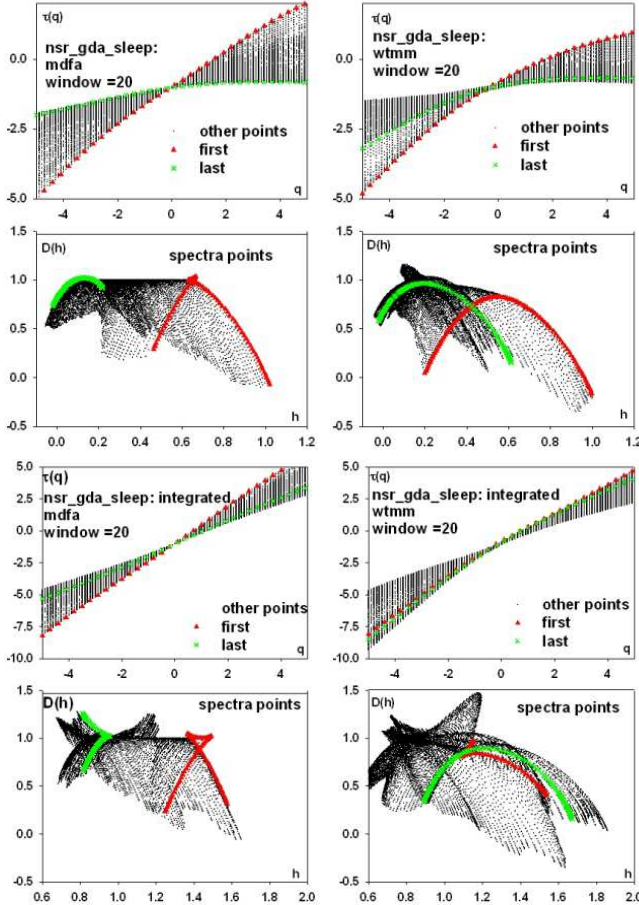 τ(q)
nsr_gda_sleep:
mdfa
window =20
0.0
-2.5
-5.0
other points
first
last
q
-4 -2 0 2 4
τ(q)
nsr_gda_sleep:
wtmm
window =20
0.0
-2.5
-5.0
other points
first
last
q
-4 -2 0 2 4
D(h)
spectra points
1.5
1.0
0.5
0.0
-0.5
h
0.0 0.2 0.4 0.6 0.8 1.0 1.2
D(h)
spectra points
1.5
1.0
0.5
0.0
-0.5
h
0.0 0.2 0.4 0.6 0.8 1.0 1.2
τ(q)
nsr_gda_sleep: integrated
mdfa
window =20
5.0
2.5
0.0
-2.5
-5.0
-7.5
-10.0
other points
first
last
q
-4 -2 0 2 4
τ(q)
nsr_gda_sleep: integrated
wtmm
window =20
5.0
2.5
0.0
-2.5
-5.0
-7.5
-10.0
other points
first
last
q
-4 -2 0 2 4
D(h)
spectra points
1.5
1.0
0.5
0.0
-0.5
h
0.6 0.8 1.0 1.2 1.4 1.6 1.8 2.0
D(h)
spectra points
1.5
1.0
0.5
0.0
-0.5
h
0.6 0.8 1.0 1.2 1.4 1.6 1.8 2.0